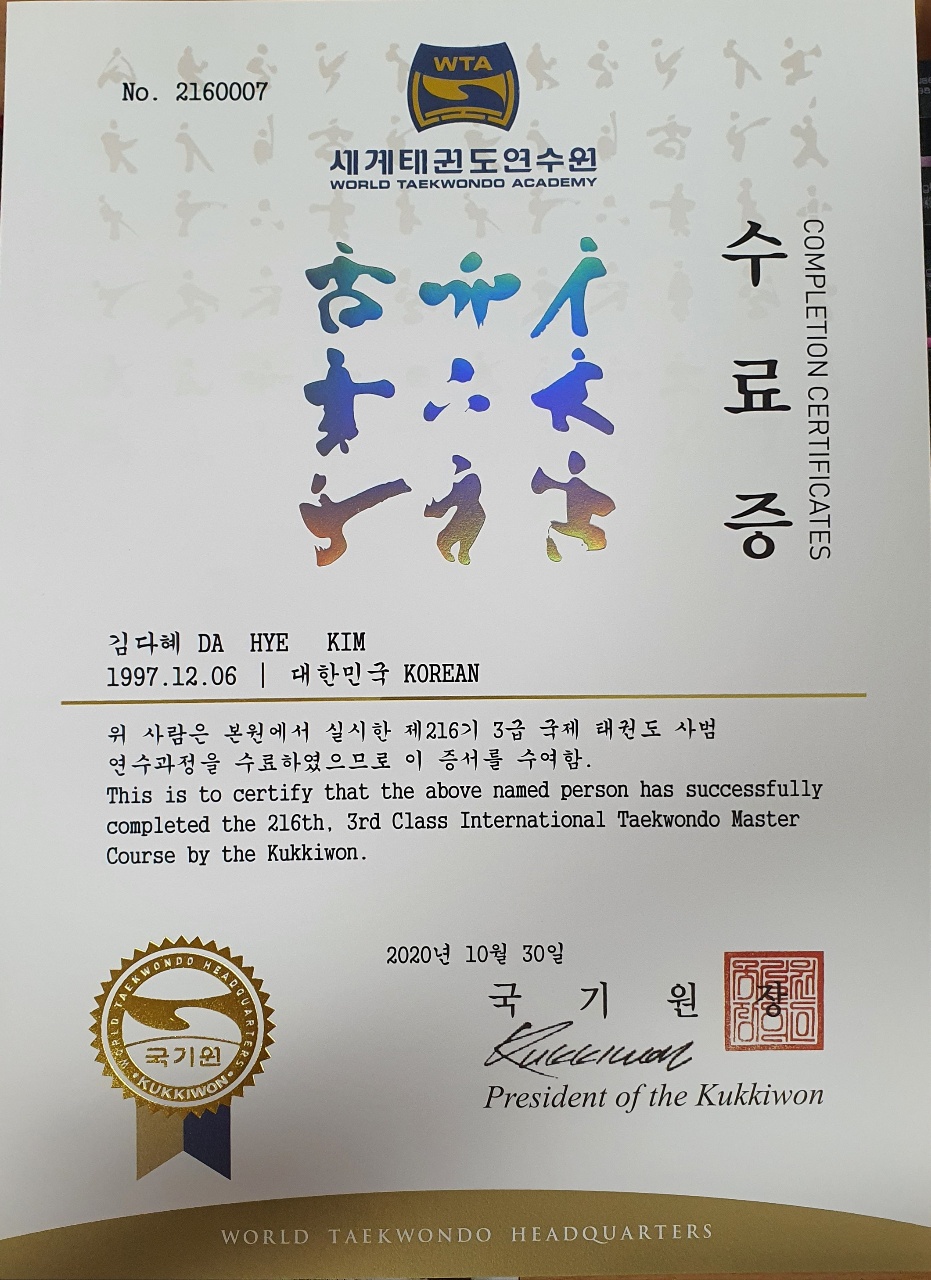 No. 2160007
WTA
세계태권도연수원
WORLD TAEKWONDO ACADEMY
수료증
COMPLETION CERTIFICATES
김다혜 DA HYE KIM
1997.12.06 | 대한민국 KOREAN
위 사람은 본원에서 실시한 제216기 3급 국제 태권도 사범
연수과정을 수료하였으므로 이 증서를 수여함.
This is to certify that the above named person has successfully
completed the 216th, 3rd Class International Taekwondo Master
Course by the Kukkiwon.
2020년 10월 30일
국 기 원 장
Kukkiwon
President of the Kukkiwon
WORLD TAEKWONDO HEADQUARTERS
국기원
KUKKIWON
WORLD TAEKWONDO HEADQUARTERS